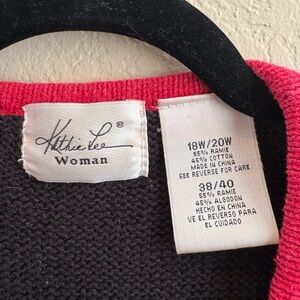 Kathie Lee®
Woman
18W/20W
55% RAMIE
45% COTTON
MADE IN CHINA
SEE REVERSE FOR CARE
38/40
55% RAMIE
45% ALGODON
HECHO EN CHINA
VE EL REVERSO PARA
EL CUIDADO